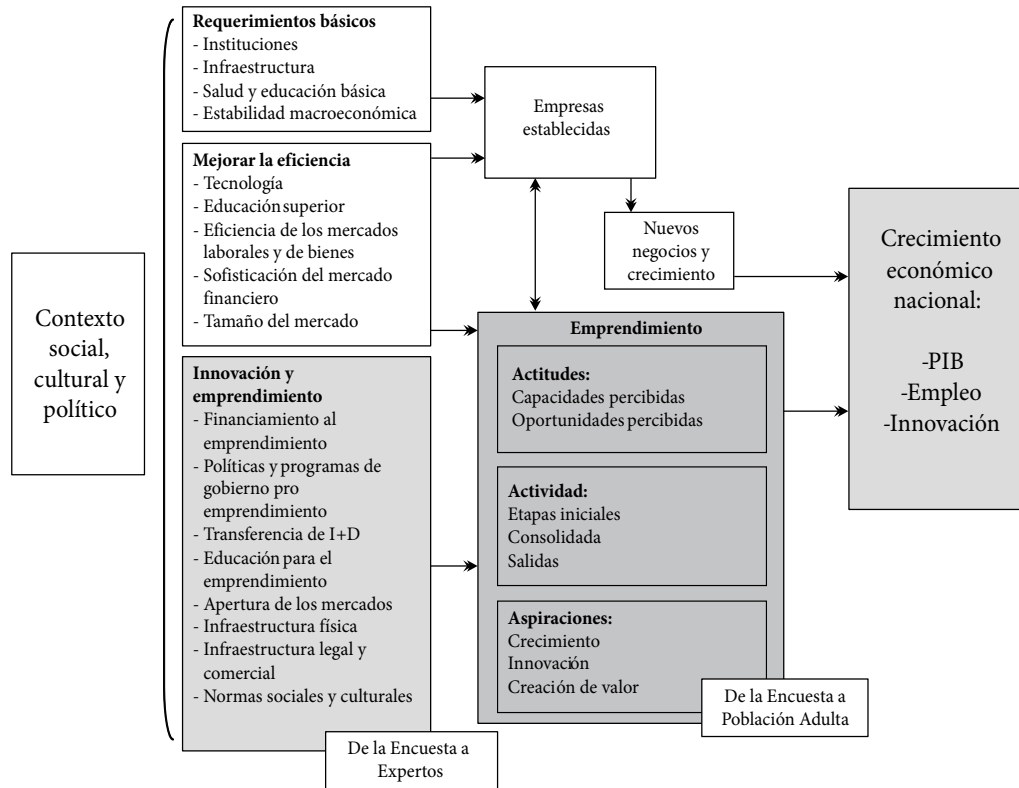 Contexto
social,
cultural y
político
Requerimientos básicos
- Instituciones
- Infraestructura
- Salud y educación básica
- Estabilidad macroeconómica
Mejorar la eficiencia
- Tecnología
- Educación superior
- Eficiencia de los mercados
laborales y de bienes
- Sofisticación del mercado
financiero
- Tamaño del mercado
Innovación y
emprendimiento
- Financiamiento al
emprendimiento
- Políticas y programas de
gobierno pro
emprendimiento
- Transferencia de I+D
- Educación para el
emprendimiento
- Apertura de los mercados
- Infraestructura física
- Infraestructura legal y
comercial
- Normas sociales y culturales
De la Encuesta a
Expertos
Empresas
establecidas
Nuevos
negocios y
crecimiento
Emprendimiento
Actitudes:
Capacidades percibidas
Oportunidades percibidas
Actividad:
Etapas iniciales
Consolidada
Salidas
Aspiraciones:
Crecimiento
Innovación
Creación de valor
De la Encuesta a
Población Adulta
Crecimiento
económico
nacional:
-PIB
-Empleo
-Innovación